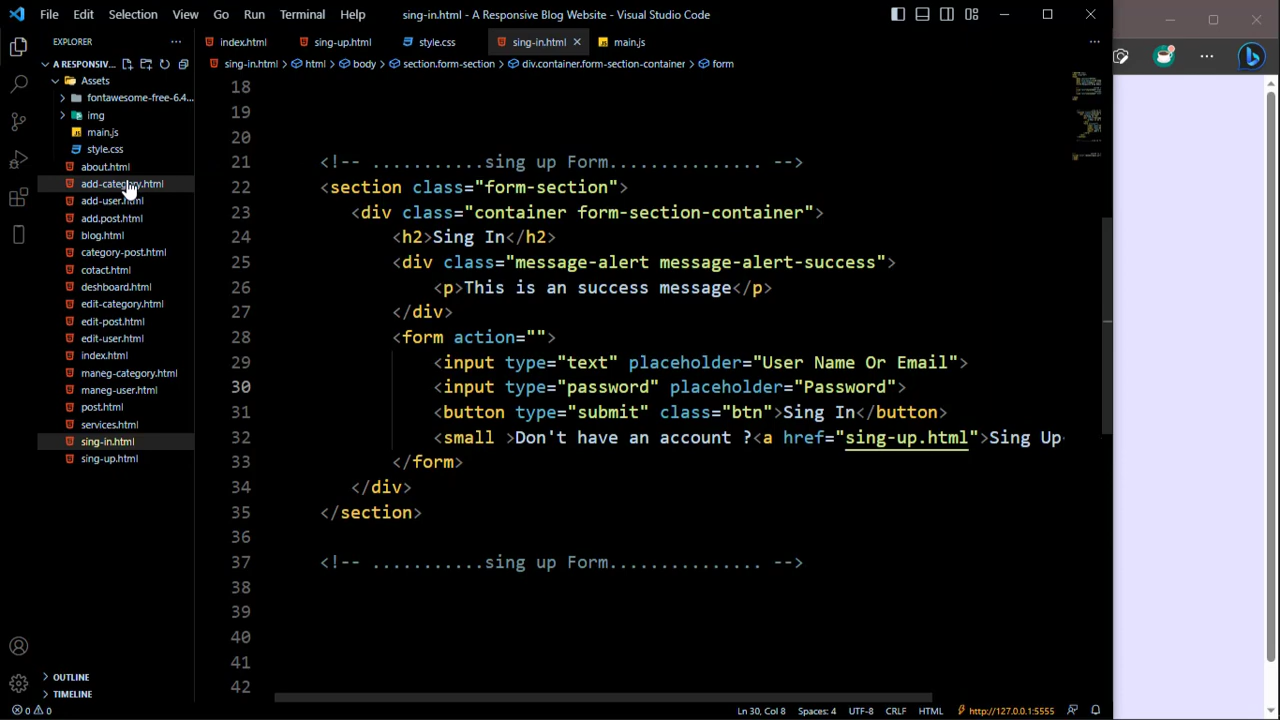 File Edit Selection View Go Run Terminal Help sing-in.html - A Responsive Blog Website - Visual Studio Code
EXPLORER
A RESPONSIV...
Assets
fontawesome-free-6.4...
img
main.js
style.css
about.html
add-category.html
add-user.html
add.post.html
blog.html
category-post.html
cotact.html
deshboard.html
edit-category.html
edit-post.html
edit-user.html
index.html
maneg-category.html
maneg-user.html
post.html
services.html
sing-in.html
sing-up.html
OUTLINE
TIMELINE
index.html sing-up.html style.css sing-in.html main.js
sing-in.html > html > body > section.form-section > div.container.form-section-container > form
18
19
20
21 <!-- ...........sing up Form............... -->
22 <section class="form-section">
23 <div class="container form-section-container">
24 <h2>Sing In</h2>
25 <div class="message-alert message-alert-success">
26 <p>This is an success message</p>
27 </div>
28 <form action="">
29 <input type="text" placeholder="User Name Or Email">
30 <input type="password" placeholder="Password">
31 <button type="submit" class="btn">Sing In</button>
32 <small >Don't have an account ?<a href="sing-up.html">Sing Up
33 </form>
34 </div>
35 </section>
36
37 <!-- ...........sing up Form............... -->
38
39
40
41
42
0 0 Ln 30, Col 8 Spaces: 4 UTF-8 CRLF HTML http://127.0.0.1:5555